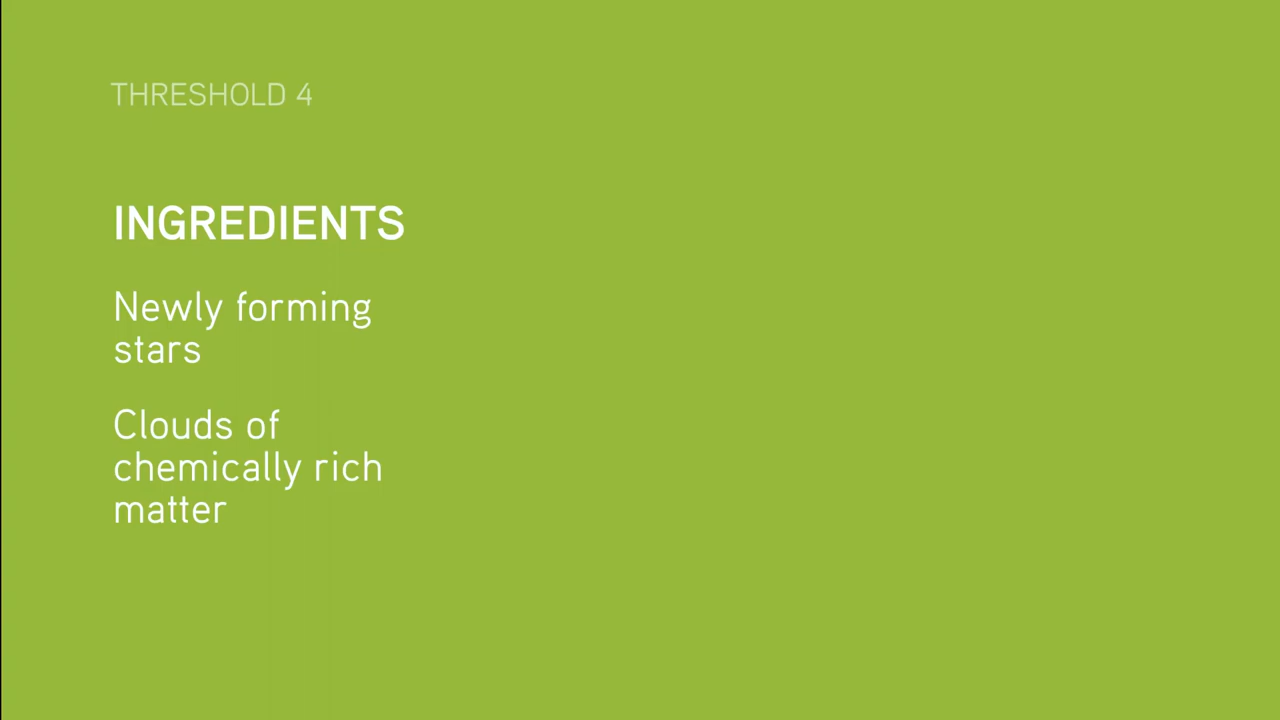 THRESHOLD 4
INGREDIENTS
Newly forming
stars
Clouds of
chemically rich
matter